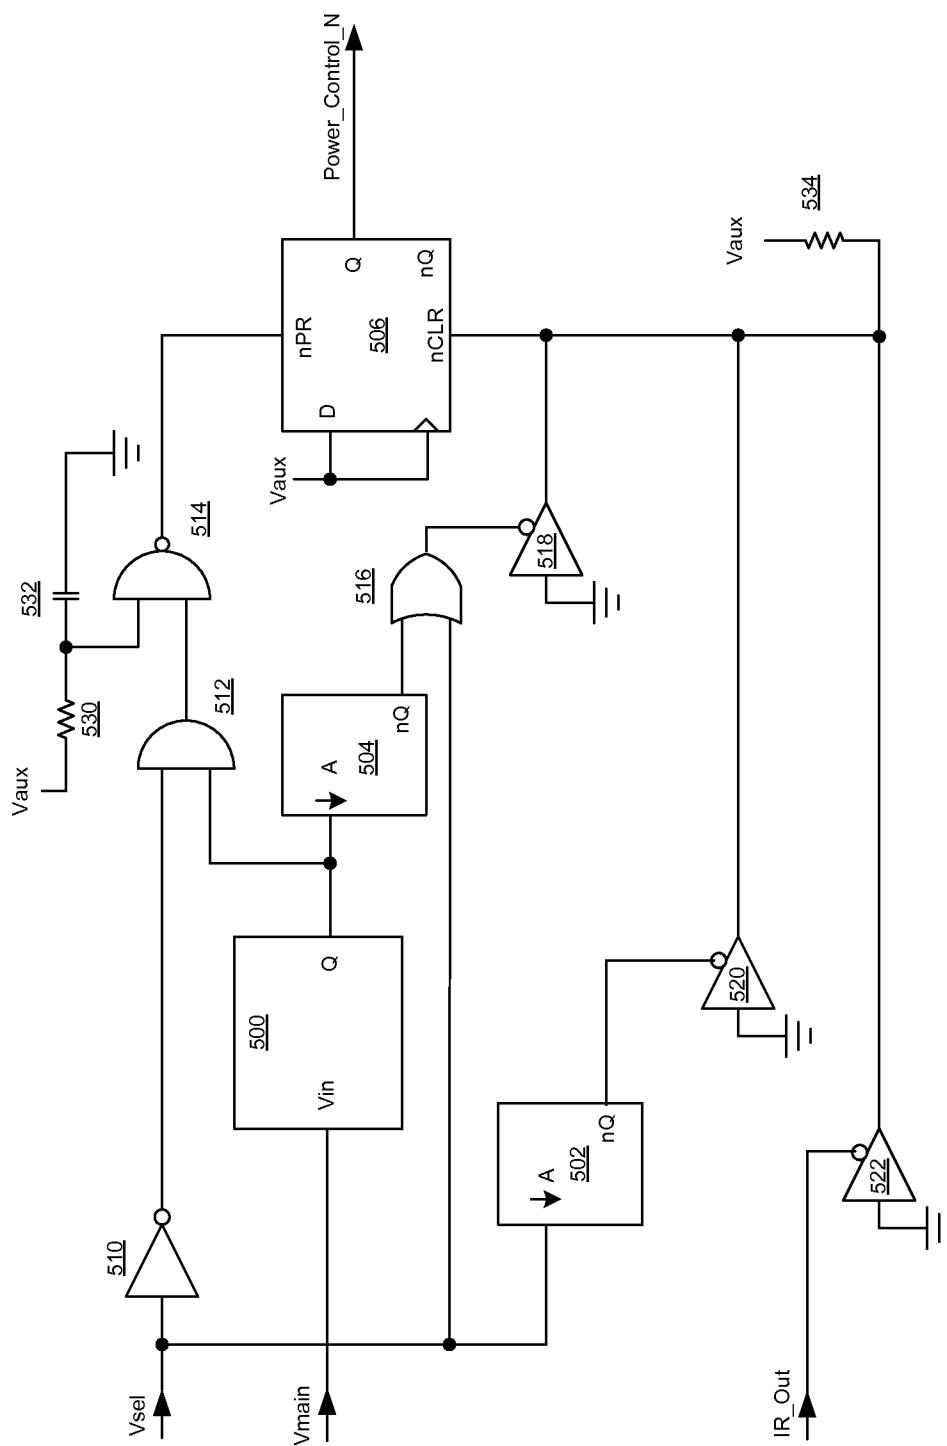 Vsel
Vmain
IR_Out
510
Vin
500
Q
A
502
nQ
522
520
Vaux
530
532
512
A
504
nQ
514
516
518
Vaux
D
nPR
506
nCLR
Q
nQ
Vaux
534
Power_Control_N